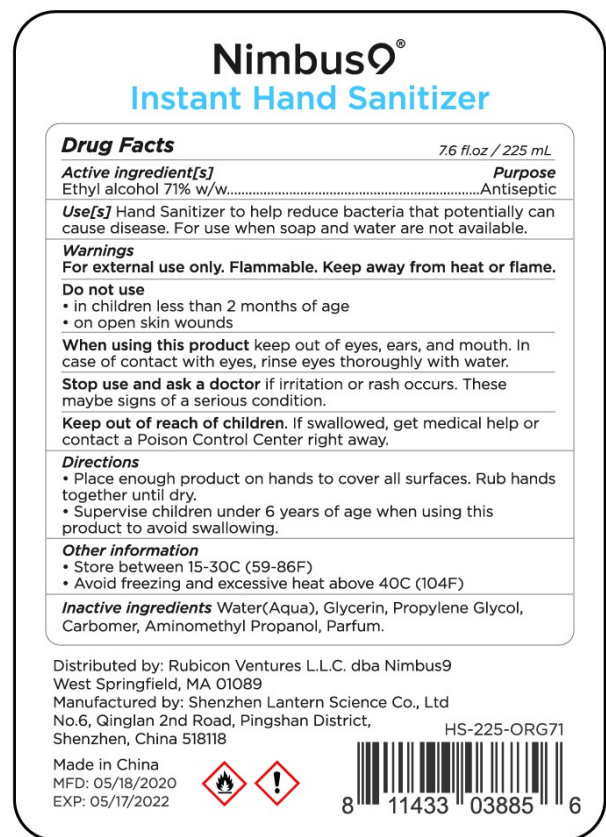 Nimbus9®
Instant Hand Sanitizer
Drug Facts 7.6 fl.oz / 225 mL
Active ingredient[s] Purpose
Ethyl alcohol 71% w/w..........................................................Antiseptic
Use[s] Hand Sanitizer to help reduce bacteria that potentially can
cause disease. For use when soap and water are not available.
Warnings
For external use only. Flammable. Keep away from heat or flame.
Do not use
• in children less than 2 months of age
• on open skin wounds
When using this product keep out of eyes, ears, and mouth. In
case of contact with eyes, rinse eyes thoroughly with water.
Stop use and ask a doctor if irritation or rash occurs. These
maybe signs of a serious condition.
Keep out of reach of children. If swallowed, get medical help or
contact a Poison Control Center right away.
Directions
• Place enough product on hands to cover all surfaces. Rub hands
together until dry.
• Supervise children under 6 years of age when using this
product to avoid swallowing.
Other information
• Store between 15-30C (59-86F)
• Avoid freezing and excessive heat above 40C (104F)
Inactive ingredients Water(Aqua), Glycerin, Propylene Glycol,
Carbomer, Aminomethyl Propanol, Parfum.
Distributed by: Rubicon Ventures L.L.C. dba Nimbus9
West Springfield, MA 01089
Manufactured by: Shenzhen Lantern Science Co., Ltd
No.6, Qinglan 2nd Road, Pingshan District,
Shenzhen, China 518118
Made in China
MFD: 05/18/2020
EXP: 05/17/2022
HS-225-ORG71
8 11433 03885 6